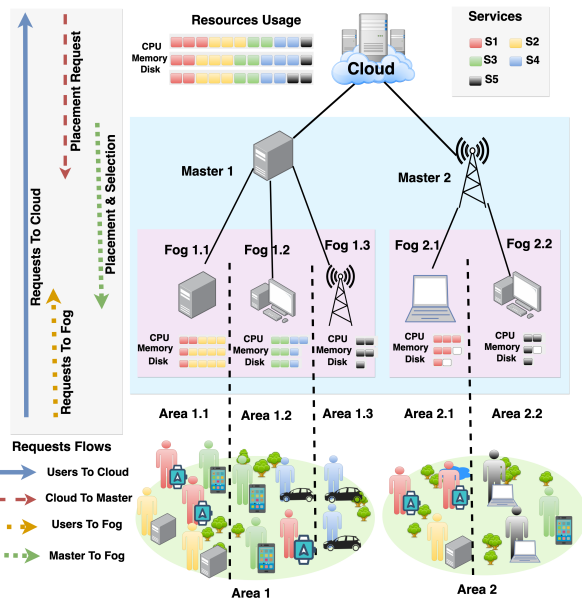 Resources Usage
CPU
Memory
Disk
Cloud
Services
S1
S2
S3
S4
S5
Requests To Cloud
Placement Request
Placement & Selection
Requests To Fog
Master 1
Master 2
Fog 1.1
Fog 1.2
Fog 1.3
Fog 2.1
Fog 2.2
CPU
Memory
Disk
CPU
Memory
Disk
CPU
Memory
Disk
CPU
Memory
Disk
CPU
Memory
Disk
Area 1.1
Area 1.2
Area 1.3
Area 2.1
Area 2.2
Requests Flows
Users To Cloud
Cloud To Master
Users To Fog
Master To Fog
Area 1
Area 2